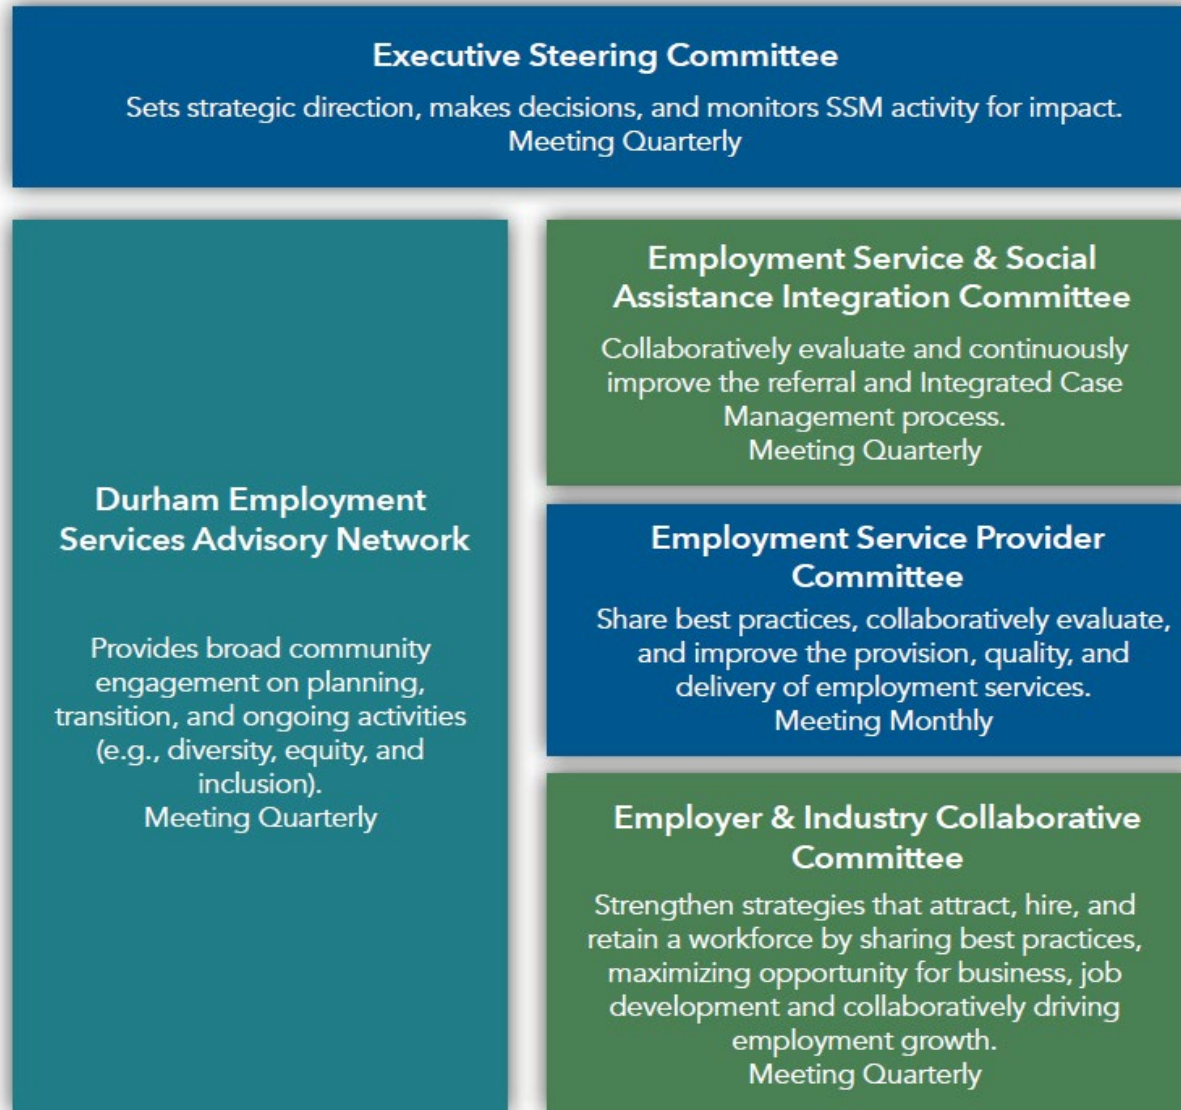 Executive Steering Committee
Sets strategic direction, makes decisions, and monitors SSM activity for impact.
Meeting Quarterly
Durham Employment
Services Advisory Network
Provides broad community
engagement on planning,
transition, and ongoing activities
(e.g., diversity, equity, and
inclusion).
Meeting Quarterly
Employment Service & Social
Assistance Integration Committee
Collaboratively evaluate and continuously
improve the referral and Integrated Case
Management process.
Meeting Quarterly
Employment Service Provider
Committee
Share best practices, collaboratively evaluate,
and improve the provision, quality, and
delivery of employment services.
Meeting Monthly
Employer & Industry Collaborative
Committee
Strengthen strategies that attract, hire, and
retain a workforce by sharing best practices,
maximizing opportunity for business, job
development and collaboratively driving
employment growth.
Meeting Quarterly